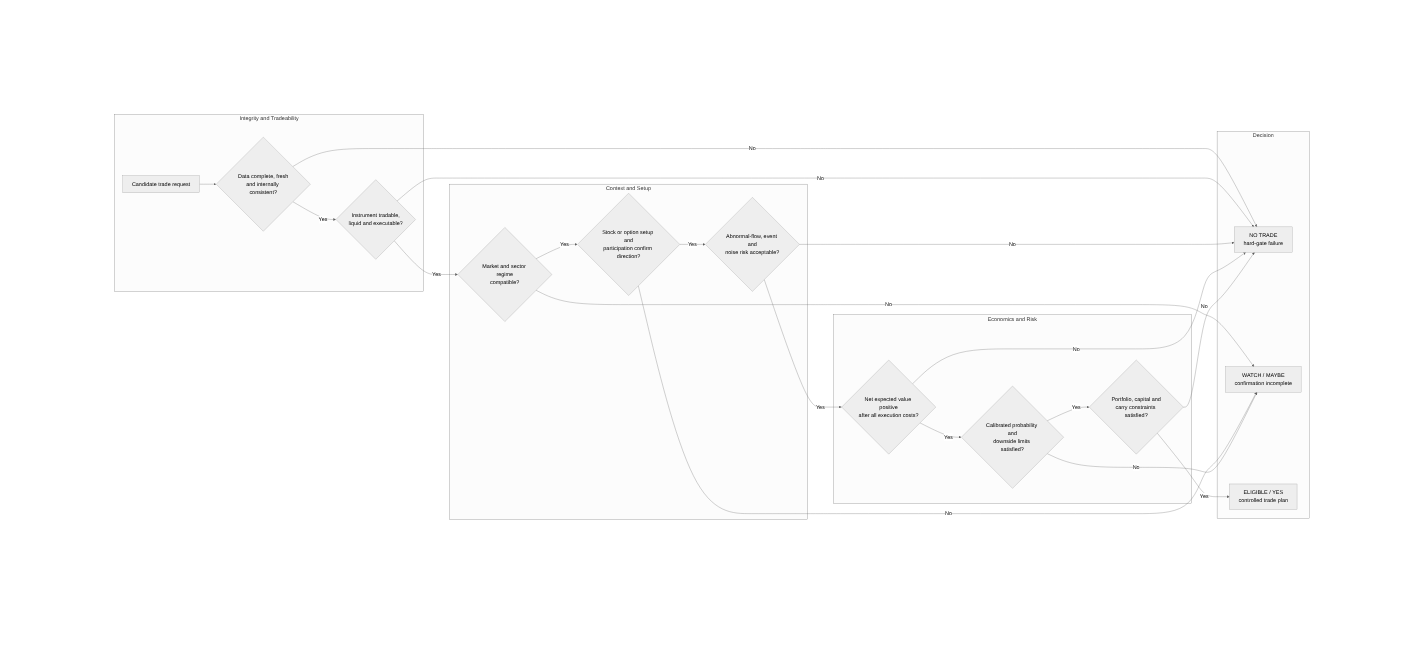 Integrity and Tradeability
Candidate trade request
Data complete, fresh
and internally
consistent?
Yes
Instrument tradable,
liquid and executable?
No
No
Yes
Context and Setup
Market and sector
regime
compatible?
Yes
Stock or option setup
and
participation confirm
direction?
Yes
Abnormal-flow, event
and
noise risk acceptable?
No
No
No
Yes
Economics and Risk
Net expected value
positive
after all execution costs?
No
Yes
Calibrated probability
and
downside limits
satisfied?
Yes
No
Portfolio, capital and
carry constraints
satisfied?
No
Yes
Decision
NO TRADE
hard-gate failure
WATCH / MAYBE
confirmation incomplete
ELIGIBLE / YES
controlled trade plan